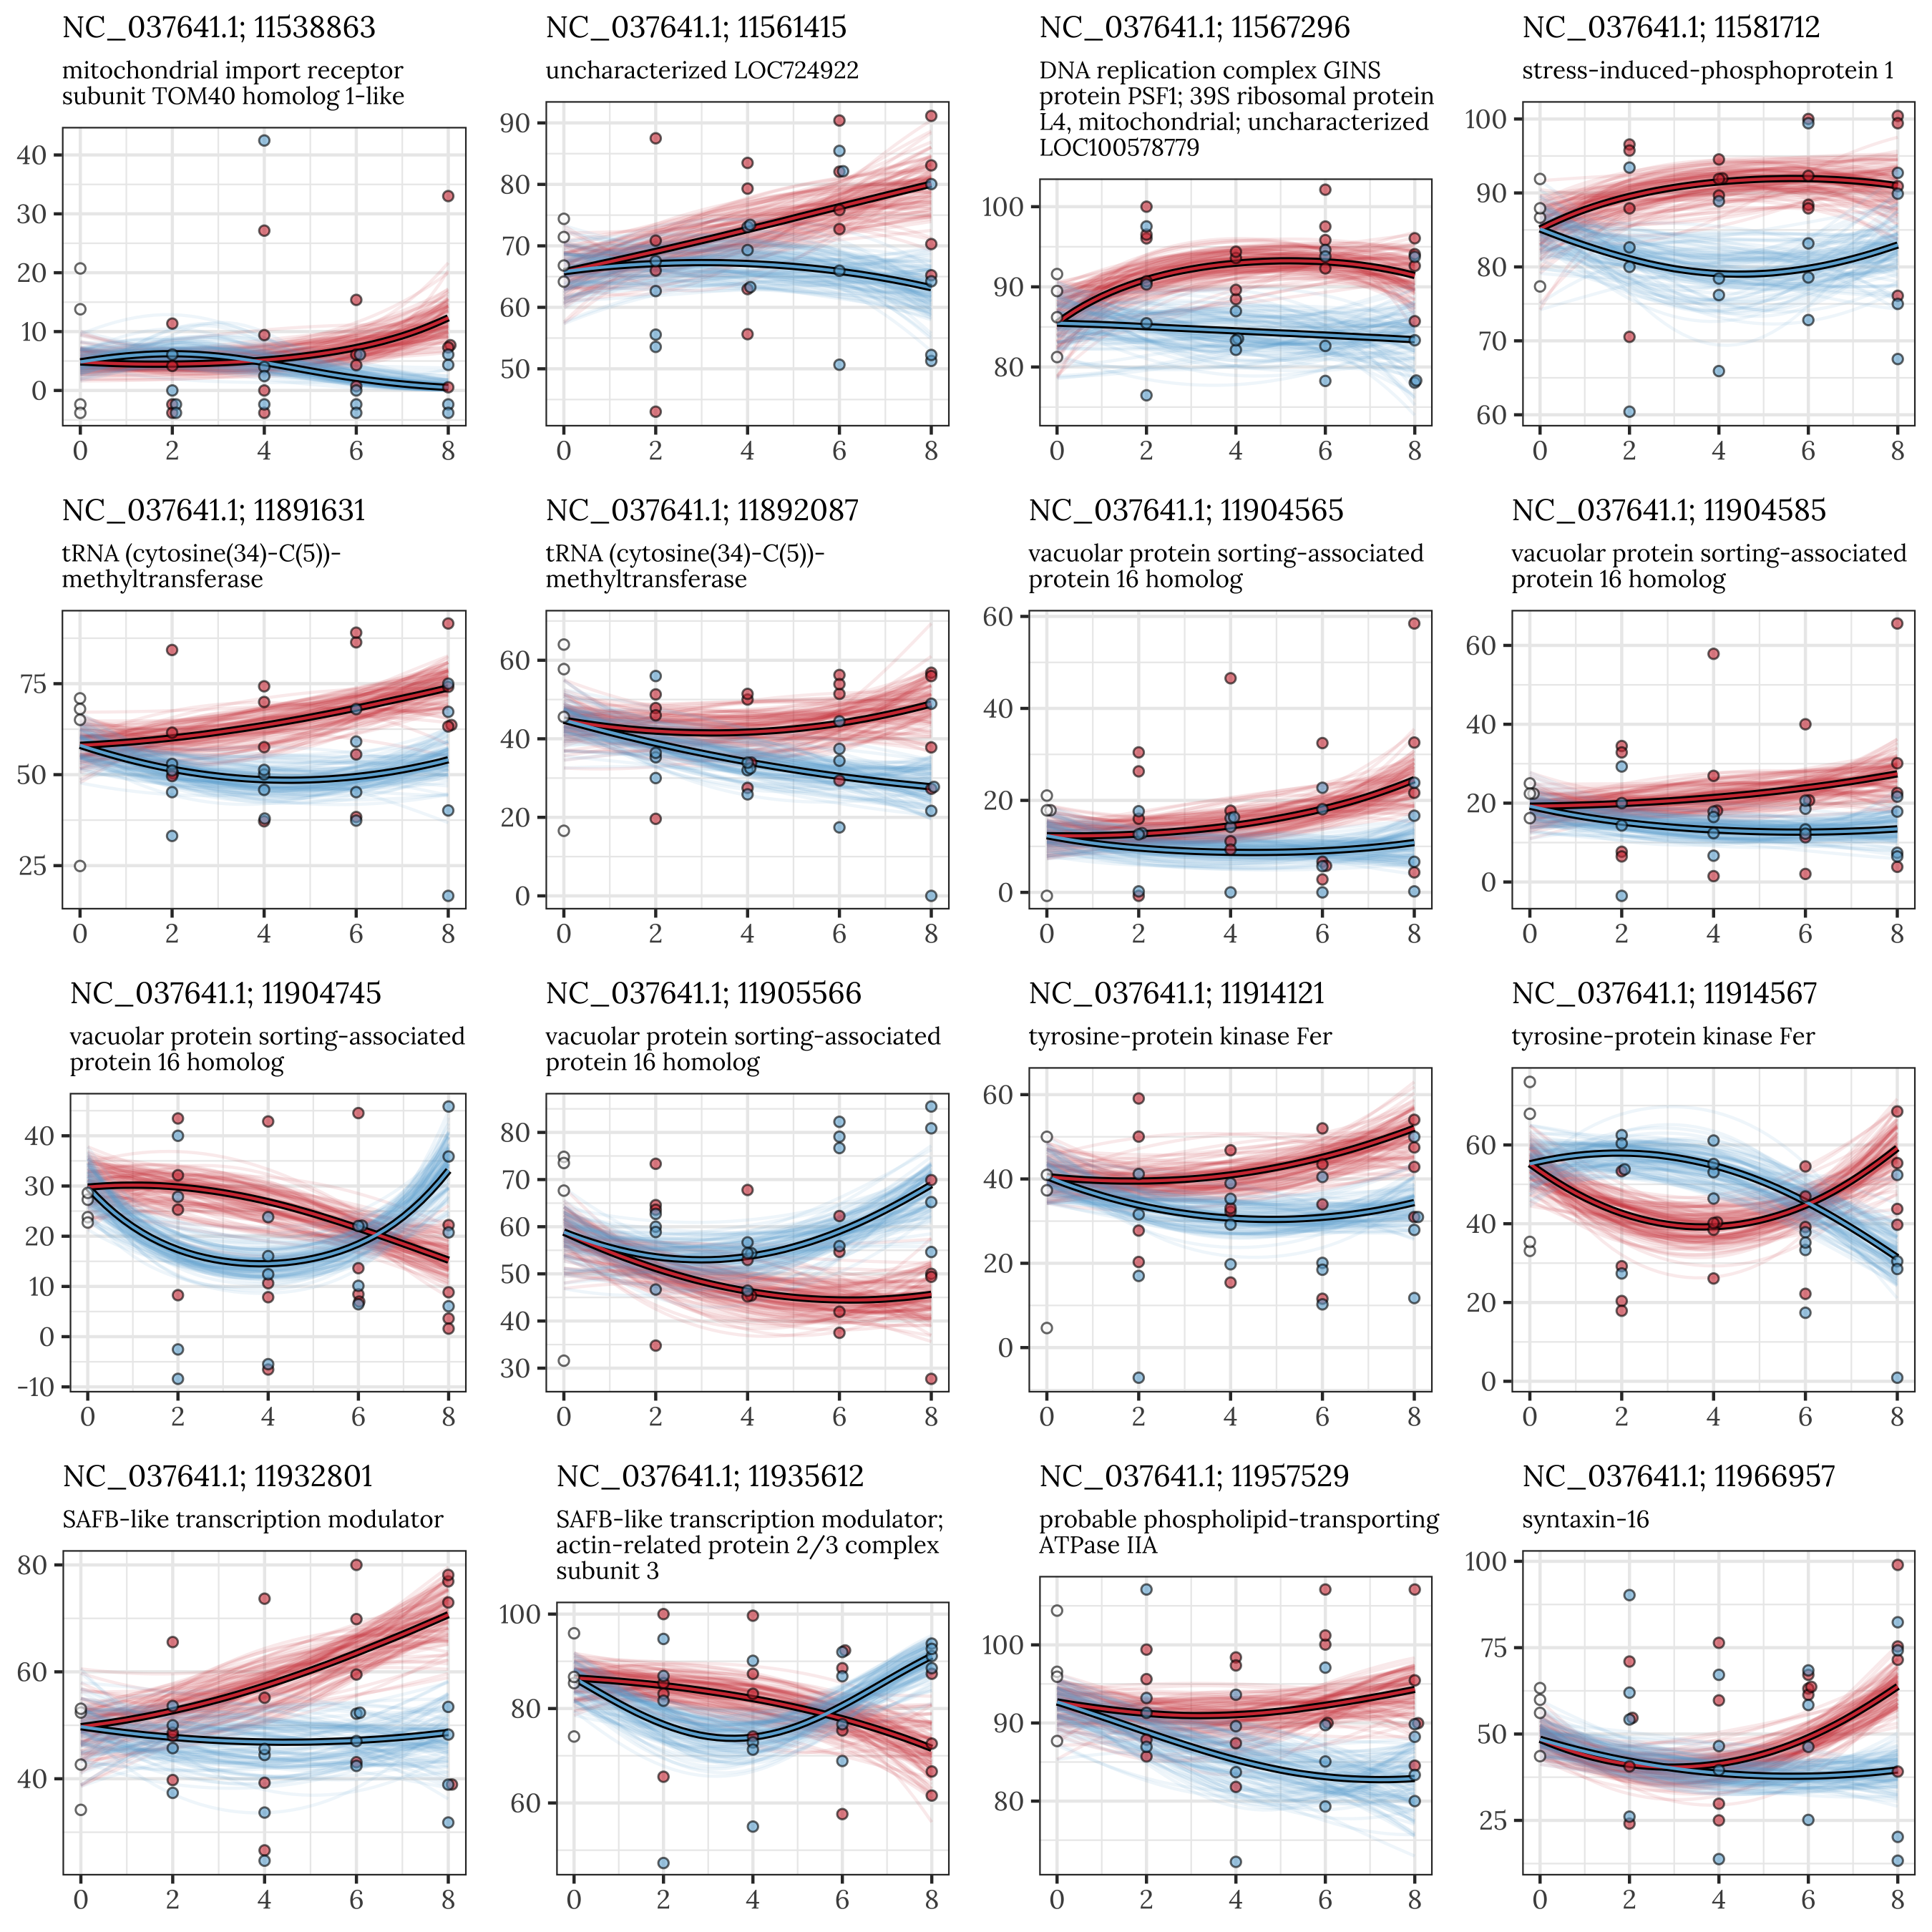 NC_037641.1; 11538863
mitochondrial import receptor
subunit TOM40 homolog 1-like
40
30
20
10
0
0 2 4 6 8
NC_037641.1; 11561415
uncharacterized LOC724922
90
80
70
60
50
0 2 4 6 8
NC_037641.1; 11567296
DNA replication complex GINS
protein PSF1; 39S ribosomal protein
L4, mitochondrial; uncharacterized
LOC100578779
100
90
80
0 2 4 6 8
NC_037641.1; 11581712
stress-induced-phosphoprotein 1
100
90
80
70
60
0 2 4 6 8
NC_037641.1; 11891631
tRNA (cytosine(34)-C(5))-
methyltransferase
75
50
25
0 2 4 6 8
NC_037641.1; 11892087
tRNA (cytosine(34)-C(5))-
methyltransferase
60
40
20
0
0 2 4 6 8
NC_037641.1; 11904565
vacuolar protein sorting-associated
protein 16 homolog
60
40
20
0
0 2 4 6 8
NC_037641.1; 11904585
vacuolar protein sorting-associated
protein 16 homolog
60
40
20
0
0 2 4 6 8
NC_037641.1; 11904745
vacuolar protein sorting-associated
protein 16 homolog
40
30
20
10
0
-10
0 2 4 6 8
NC_037641.1; 11905566
vacuolar protein sorting-associated
protein 16 homolog
80
70
60
50
40
30
0 2 4 6 8
NC_037641.1; 11914121
tyrosine-protein kinase Fer
60
40
20
0
0 2 4 6 8
NC_037641.1; 11914567
tyrosine-protein kinase Fer
60
40
20
0
0 2 4 6 8
NC_037641.1; 11932801
SAFB-like transcription modulator
80
60
40
0 2 4 6 8
NC_037641.1; 11935612
SAFB-like transcription modulator;
actin-related protein 2/3 complex
subunit 3
100
80
60
0 2 4 6 8
NC_037641.1; 11957529
probable phospholipid-transporting
ATPase IIA
100
90
80
0 2 4 6 8
NC_037641.1; 11966957
syntaxin-16
100
75
50
25
0 2 4 6 8